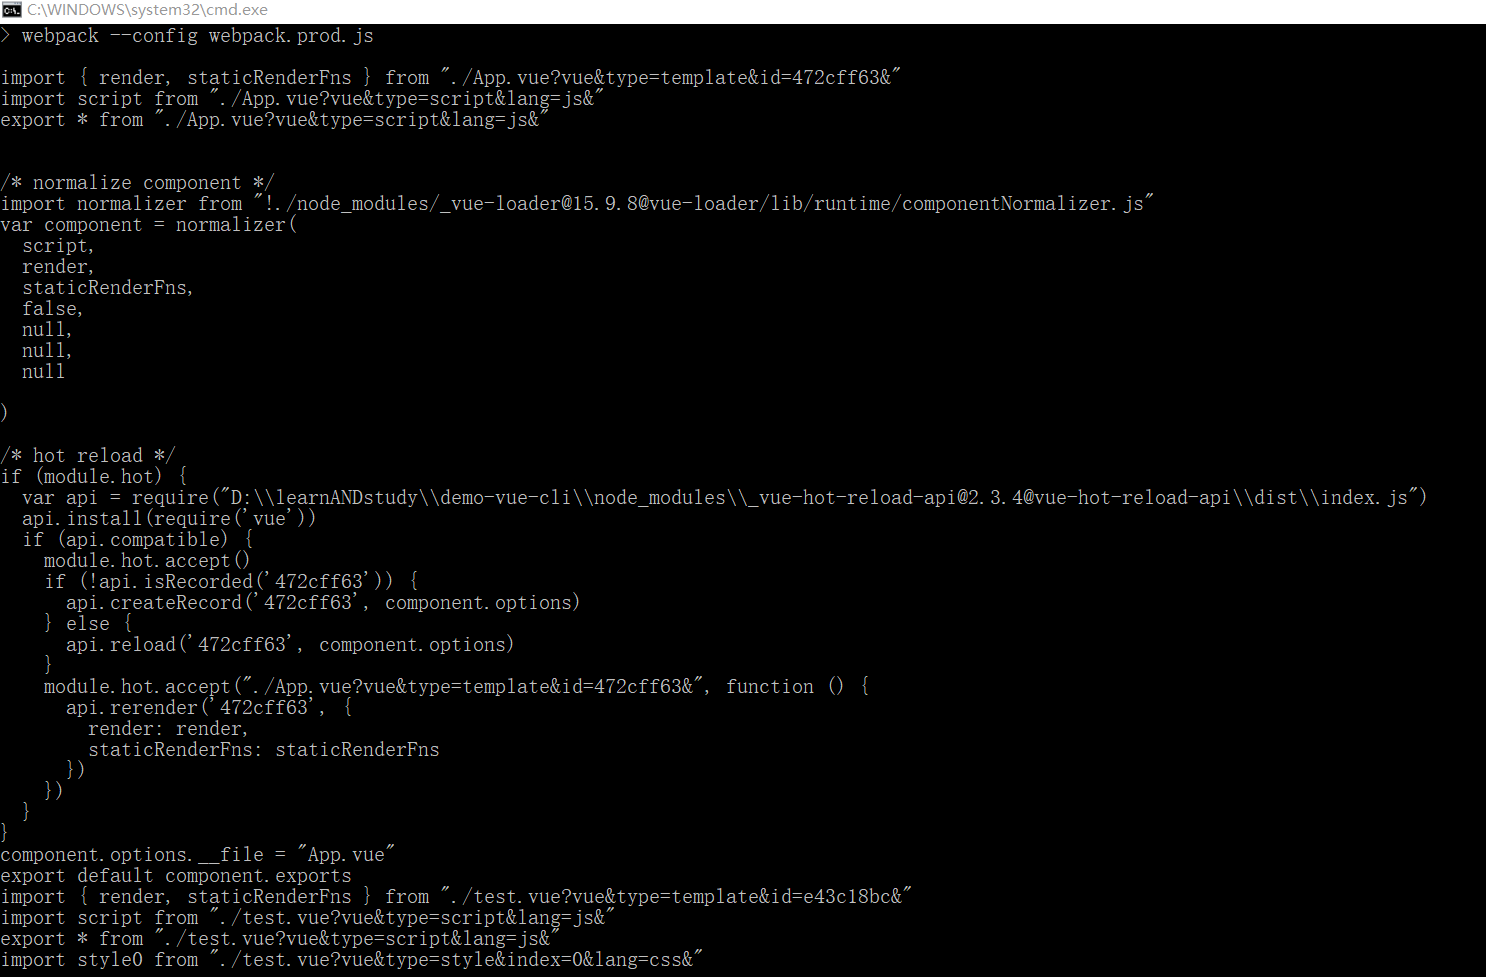 C:\WINDOWS\system32\cmd.exe
> webpack --config webpack.prod.js
import { render, staticRenderFns } from "./App.vue?vue&type=template&id=472cff63&"
import script from "./App.vue?vue&type=script&lang=js&"
export * from "./App.vue?vue&type=script&lang=js&"
/* normalize component */
import normalizer from "!./node_modules/_vue-loader@15.9.8@vue-loader/lib/runtime/componentNormalizer.js"
var component = normalizer(
  script,
  render,
  staticRenderFns,
  false,
  null,
  null,
  null
)
/* hot reload */
if (module.hot) {
  var api = require("D:\\learnANDstudy\\demo-vue-cli\\node_modules\\_vue-hot-reload-api@2.3.4@vue-hot-reload-api\\dist\\index.js")
  api.install(require('vue'))
  if (api.compatible) {
    module.hot.accept()
    if (!api.isRecorded('472cff63')) {
      api.createRecord('472cff63', component.options)
    } else {
      api.reload('472cff63', component.options)
    }
    module.hot.accept("./App.vue?vue&type=template&id=472cff63&", function () {
      api.rerender('472cff63', {
        render: render,
        staticRenderFns: staticRenderFns
      })
    })
  }
}
component.options.__file = "App.vue"
export default component.exports
import { render, staticRenderFns } from "./test.vue?vue&type=template&id=e43c18bc&"
import script from "./test.vue?vue&type=script&lang=js&"
export * from "./test.vue?vue&type=script&lang=js&"
import style0 from "./test.vue?vue&type=style&index=0&lang=css&"